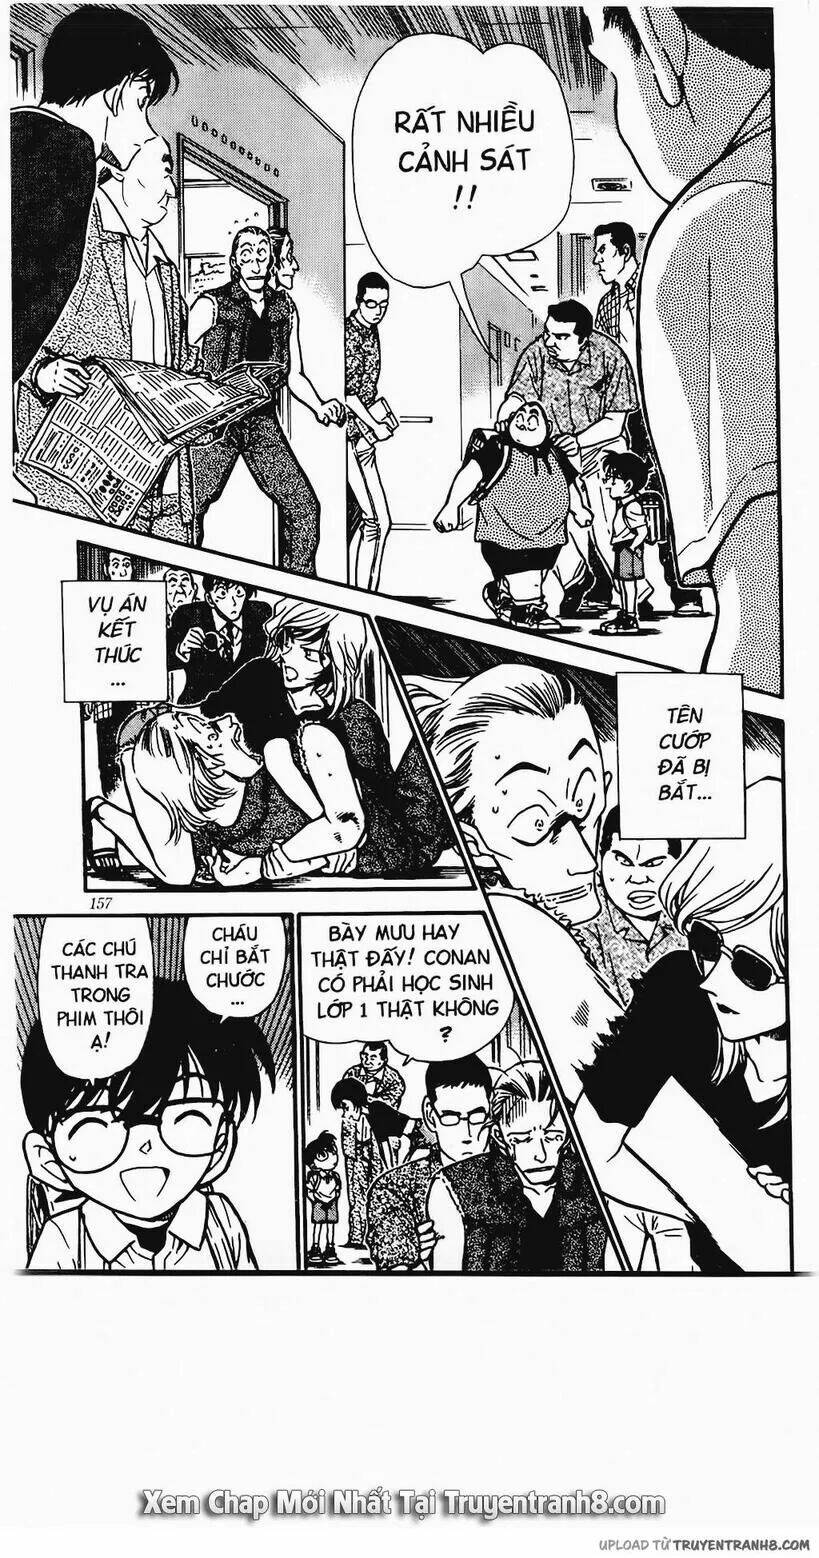 RẤT NHIỀU
CẢNH SÁT
!!
VỤ ÁN
KẾT
THÚC
...
TÊN
CƯỚP
ĐÃ BỊ
BẮT...
157
BÀY MƯU HAY
THẬT ĐẤY! CONAN
CÓ PHẢI HỌC SINH
LỚP 1 THẬT KHÔNG
?
CHÁU
CHỈ BẮT
CHƯỚC
...
CÁC CHÚ
THANH TRA
TRONG
PHIM THÔI
Ạ!
Xem Chap Mới Nhất Tại Truyentranh8.com
UPLOAD TỪ TRUYENTRANH8.COM